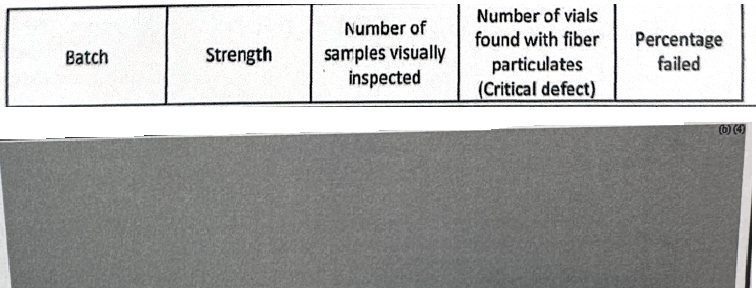 Batch
Strength
Number of
samples visually
inspected
Number of vials
found with fiber
particulates
(Critical defect)
Percentage
failed
(b) (4)